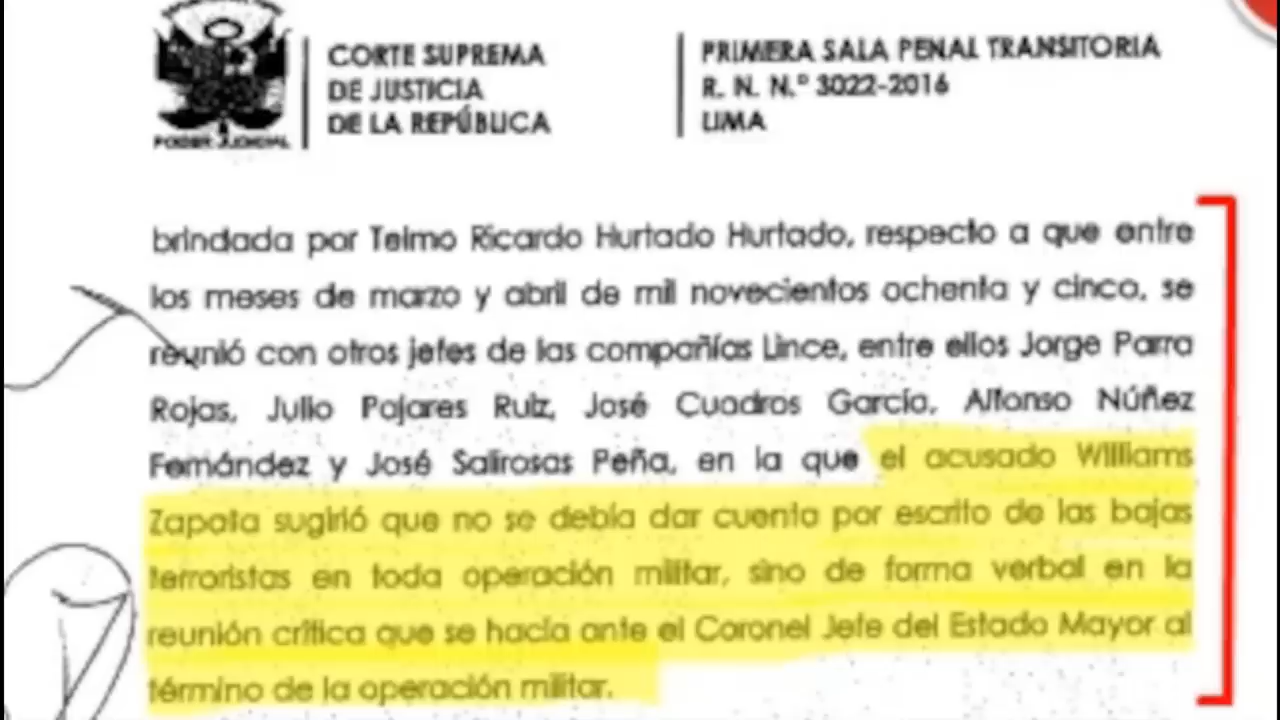 PODER JUDICIAL
CORTE SUPREMA
DE JUSTICIA
DE LA REPÚBLICA
PRIMERA SALA PENAL TRANSITORIA
R. N. N.° 3022-2016
LIMA
brindada por Telmo Ricardo Hurtado Hurtado, respecto a que entre
los meses de marzo y abril de mil novecientos ochenta y cinco, se
reunió con otros jefes de las compañías Lince, entre ellos Jorge Parra
Rojas, Julio Pajares Ruiz, José Cuadros García, Alfonso Núñez
Fernández y José Salirosas Peña, en la que el acusado Williams
Zapata sugirió que no se debía dar cuenta por escrito de las bajas
terroristas en toda operación militar, sino de forma verbal en la
reunión crítica que se hacía ante el Coronel Jefe del Estado Mayor al
término de la operación militar.